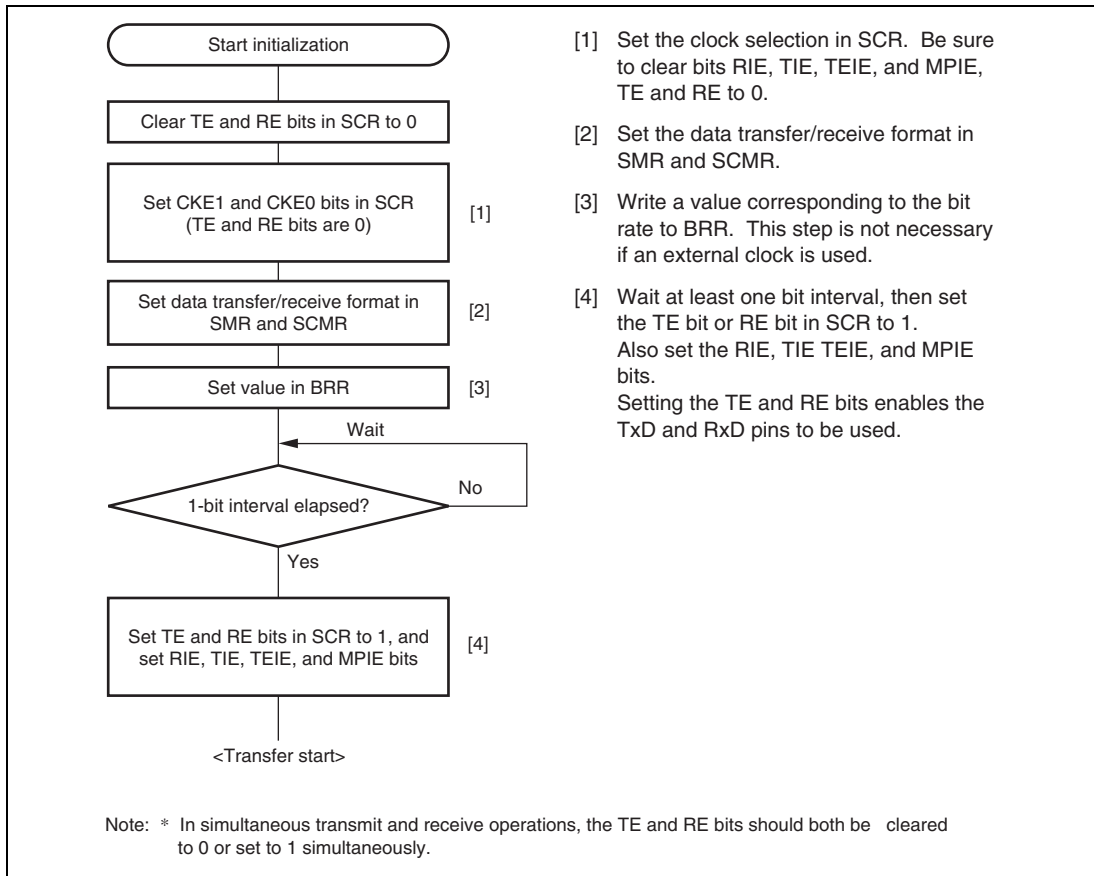 Start initialization
Clear TE and RE bits in SCR to 0
Set CKE1 and CKE0 bits in SCR
(TE and RE bits are 0)
[1]
Set data transfer/receive format in
SMR and SCMR
[2]
Set value in BRR
[3]
Wait
No
1-bit interval elapsed?
Yes
Set TE and RE bits in SCR to 1, and
set RIE, TIE, TEIE, and MPIE bits
[4]
<Transfer start>
[1] Set the clock selection in SCR. Be sure
to clear bits RIE, TIE, TEIE, and MPIE,
TE and RE to 0.
[2] Set the data transfer/receive format in
SMR and SCMR.
[3] Write a value corresponding to the bit
rate to BRR. This step is not necessary
if an external clock is used.
[4] Wait at least one bit interval, then set
the TE bit or RE bit in SCR to 1.
Also set the RIE, TIE TEIE, and MPIE
bits.
Setting the TE and RE bits enables the
TxD and RxD pins to be used.
Note: * In simultaneous transmit and receive operations, the TE and RE bits should both be cleared
to 0 or set to 1 simultaneously.